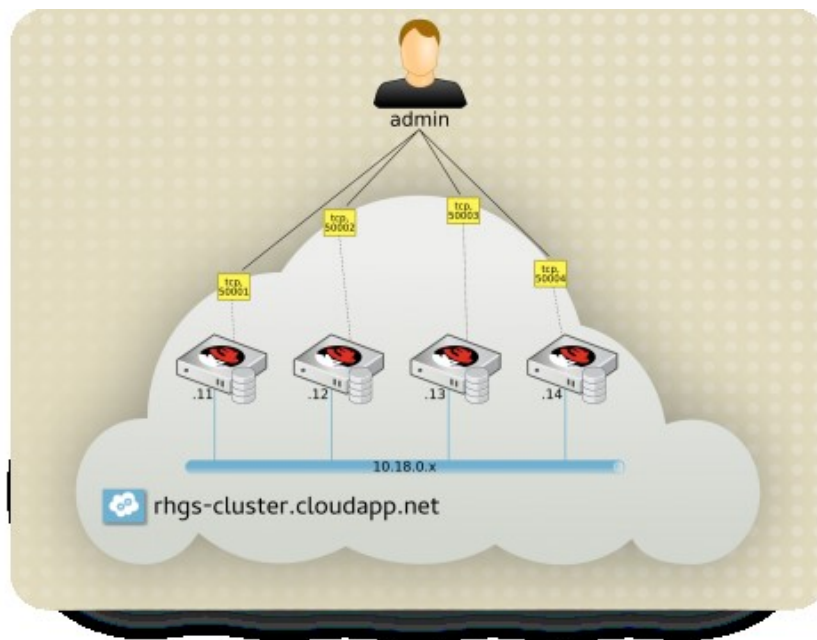 admin
tcp,
50001
tcp,
50002
tcp,
50003
tcp,
50004
.11
.12
.13
.14
10.18.0.x
rhgs-cluster.cloudapp.net